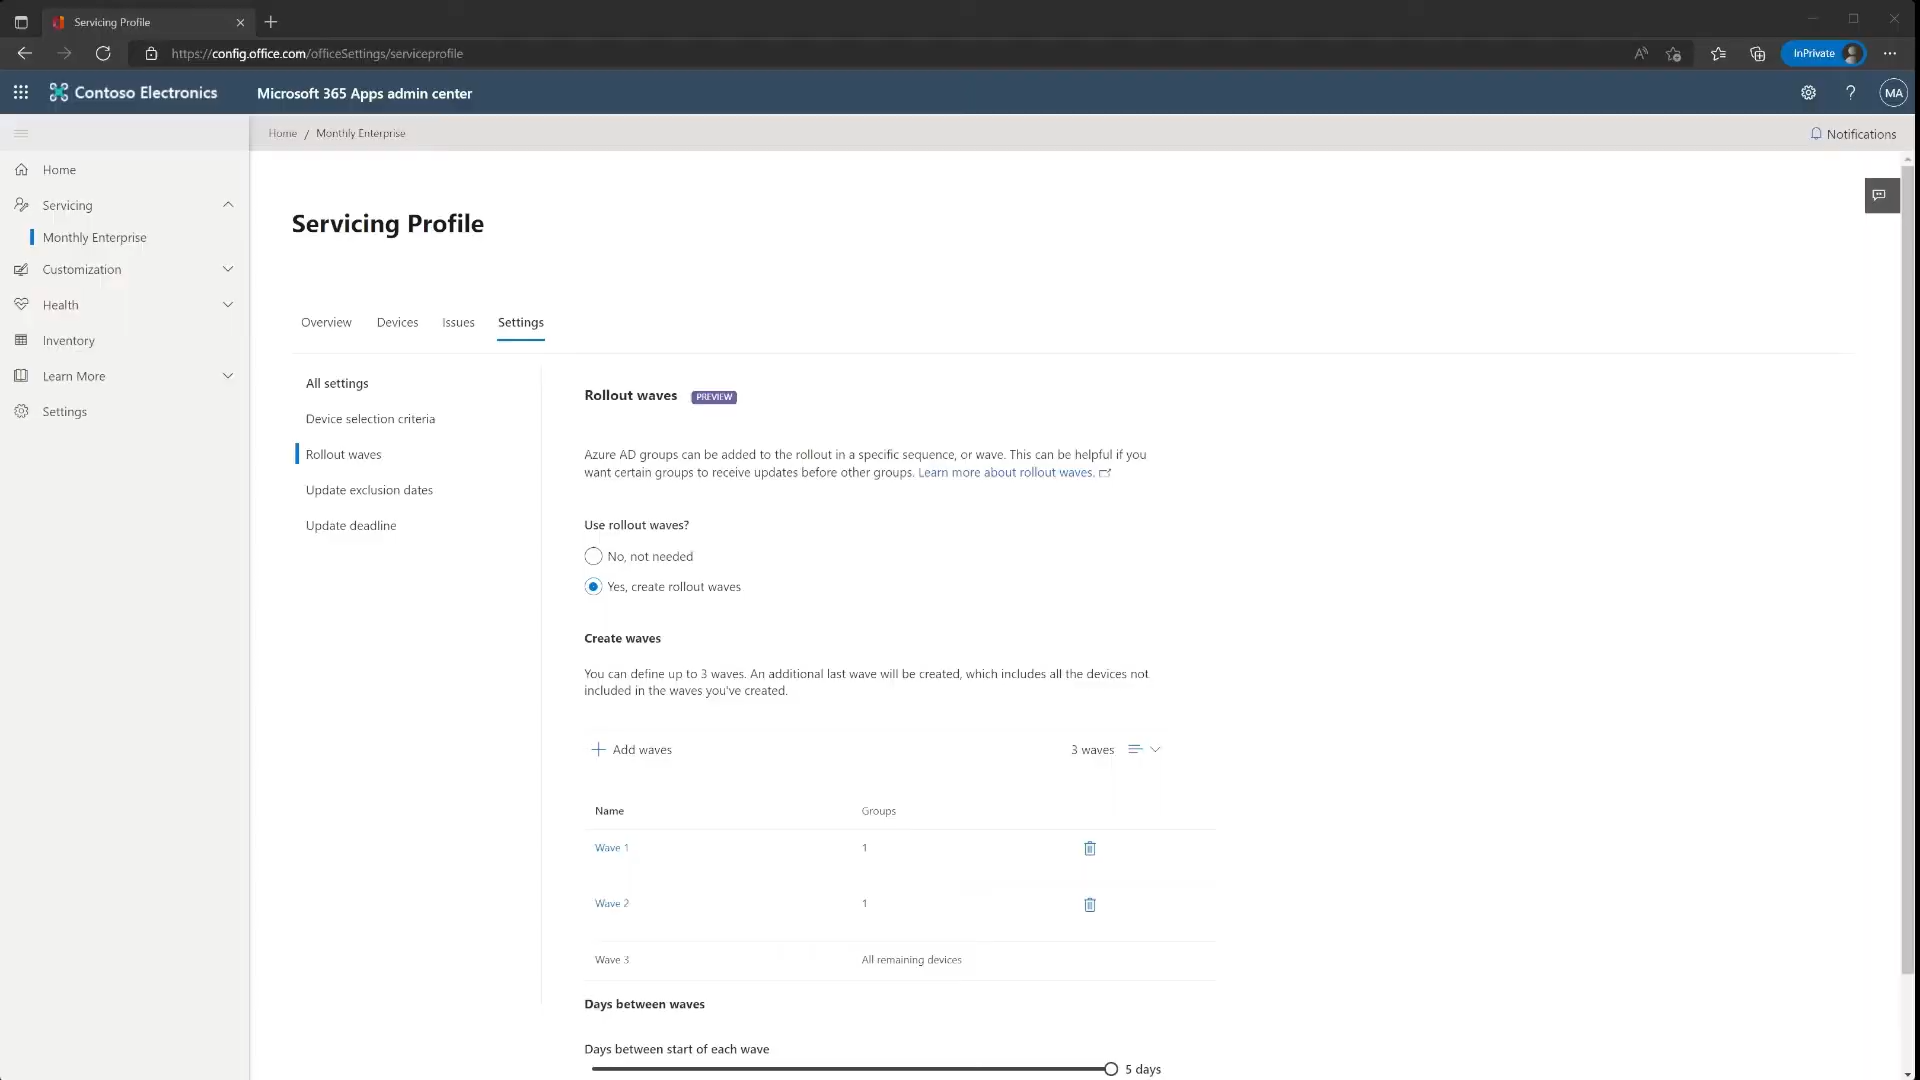 Servicing Profile
https://config.office.com/officeSettings/serviceprofile
InPrivate
Contoso Electronics
Microsoft 365 Apps admin center
?
MA
Home / Monthly Enterprise
Notifications
Home
Servicing
Monthly Enterprise
Customization
Health
Inventory
Learn More
Settings
Servicing Profile
Overview
Devices
Issues
Settings
All settings
Device selection criteria
Rollout waves
Update exclusion dates
Update deadline
Rollout waves PREVIEW
Azure AD groups can be added to the rollout in a specific sequence, or wave. This can be helpful if you
want certain groups to receive updates before other groups. Learn more about rollout waves.
Use rollout waves?
No, not needed
Yes, create rollout waves
Create waves
You can define up to 3 waves. An additional last wave will be created, which includes all the devices not
included in the waves you've created.
Add waves
3 waves
Name Groups
Wave 1 1
Wave 2 1
Wave 3 All remaining devices
Days between waves
Days between start of each wave
5 days